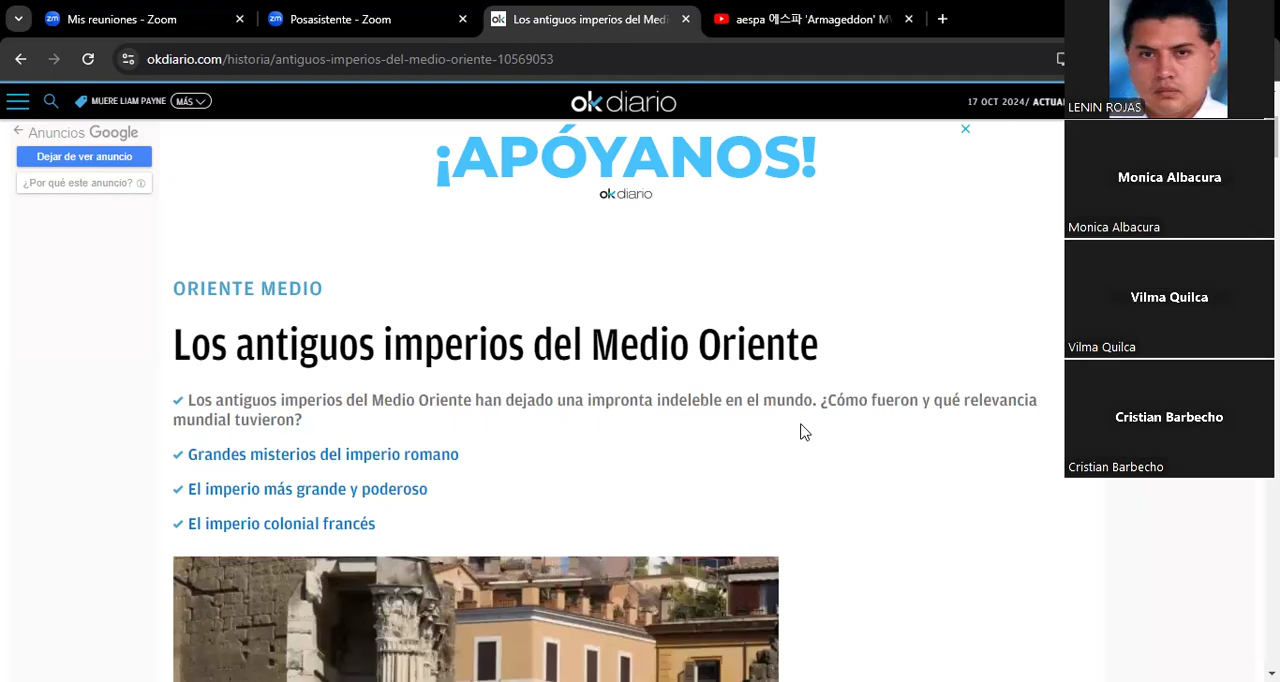 Mis reuniones - Zoom
Posasistente - Zoom
Los antiguos imperios del Medi
aespa 에스파 'Armageddon' MV
okdiario.com/historia/antiguos-imperios-del-medio-oriente-10569053
MUERE LIAM PAYNE MÁS
okdiario
17 OCT 2024/ ACTUA
Anuncios Google
Dejar de ver anuncio
¿Por qué este anuncio?
¡APÓYANOS!
okdiario
ORIENTE MEDIO
Los antiguos imperios del Medio Oriente
Los antiguos imperios del Medio Oriente han dejado una impronta indeleble en el mundo. ¿Cómo fueron y qué relevancia
mundial tuvieron?
Grandes misterios del imperio romano
El imperio más grande y poderoso
El imperio colonial francés
LENIN ROJAS
Monica Albacura
Monica Albacura
Vilma Quilca
Vilma Quilca
Cristian Barbecho
Cristian Barbecho